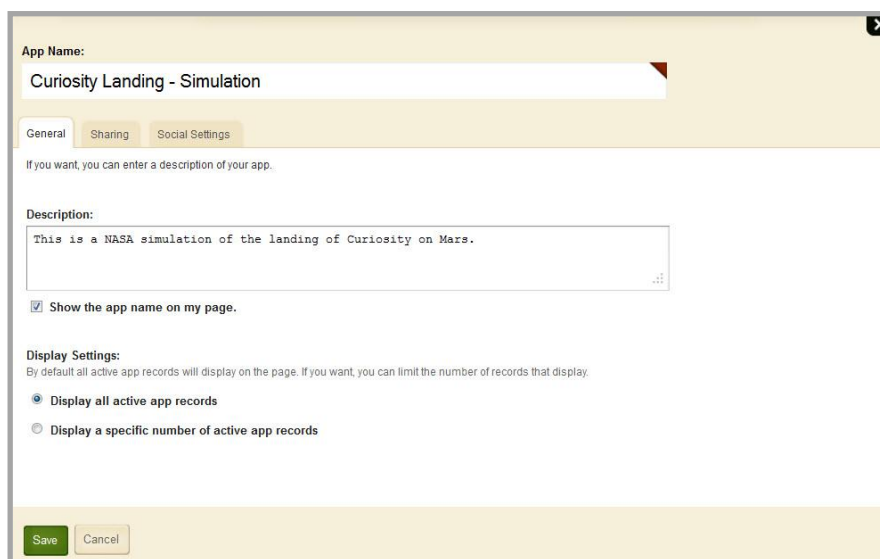 App Name:
Curiosity Landing - Simulation
General Sharing Social Settings
If you want, you can enter a description of your app.
Description:
This is a NASA simulation of the landing of Curiosity on Mars.
Show the app name on my page.
Display Settings:
By default all active app records will display on the page. If you want, you can limit the number of records that display.
Display all active app records
Display a specific number of active app records
Save Cancel